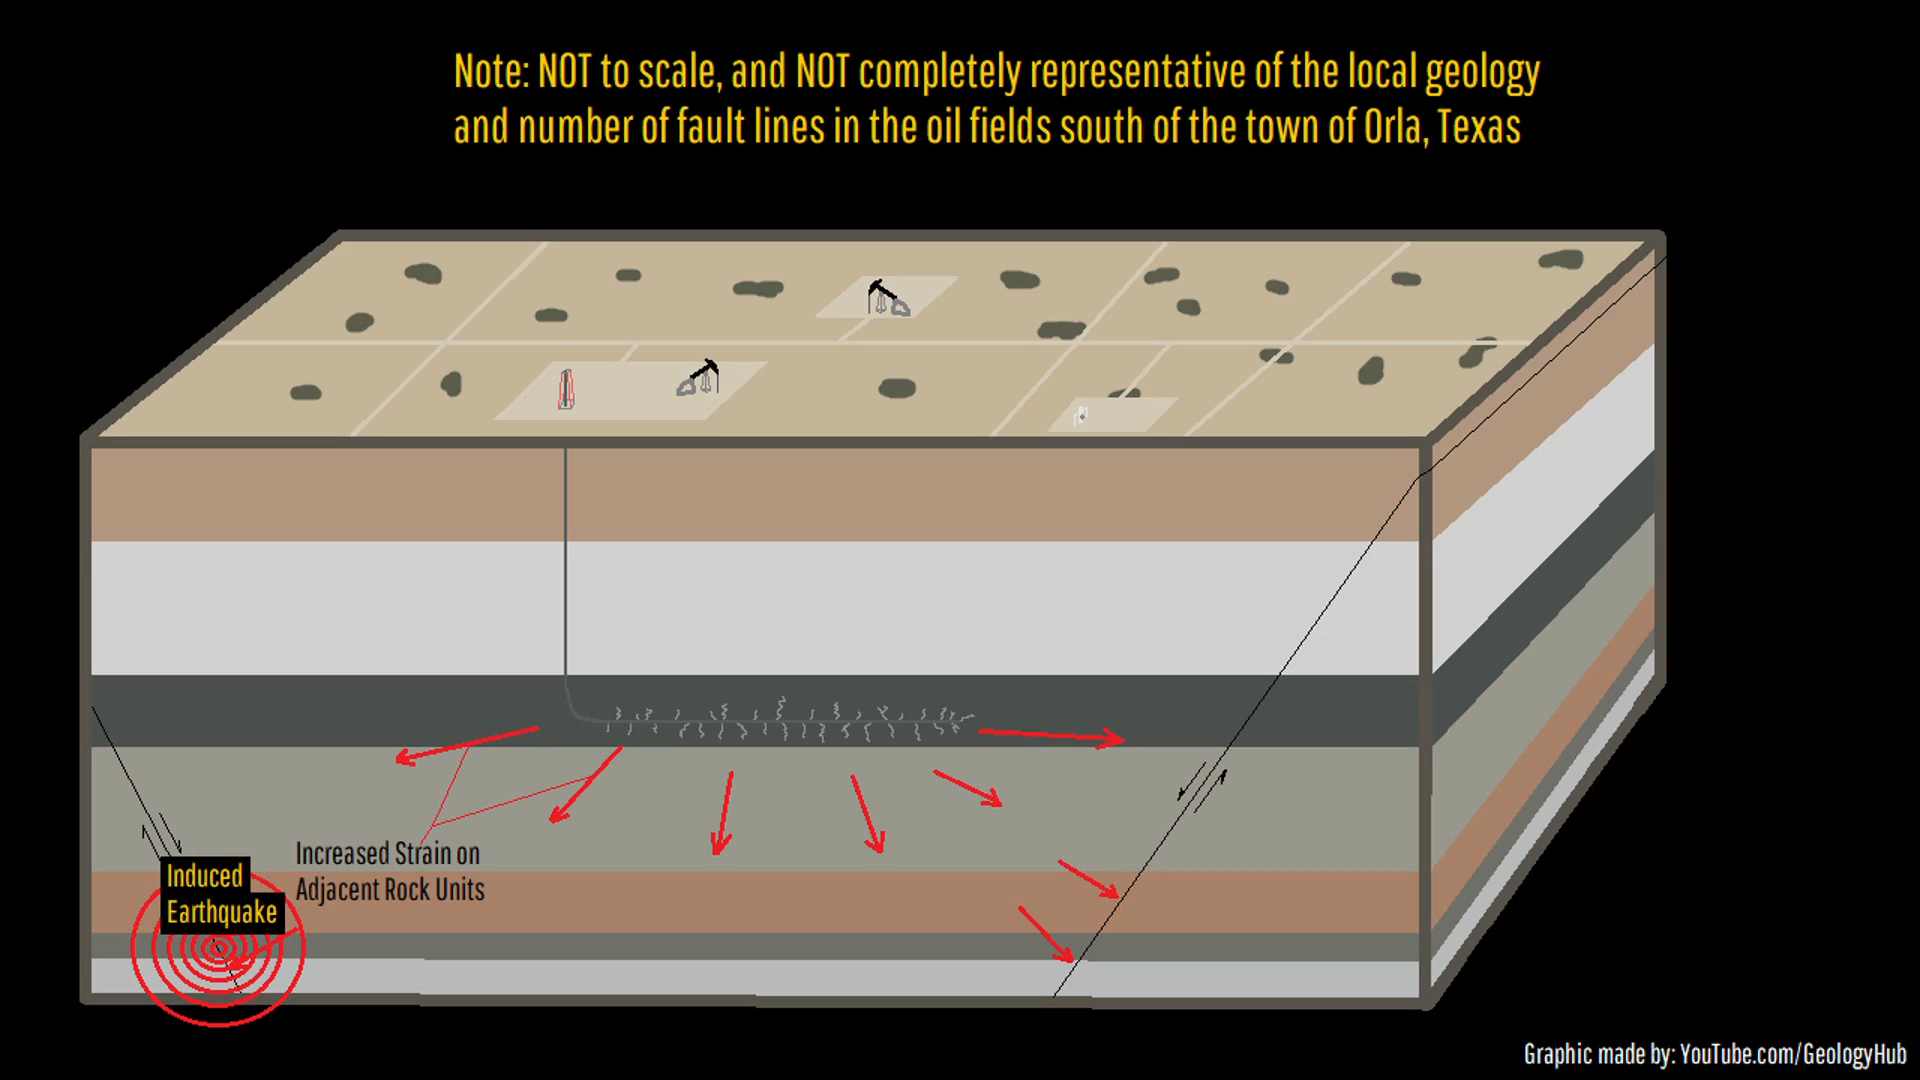 Note: NOT to scale, and NOT completely representative of the local geology
and number of fault lines in the oil fields south of the town of Orla, Texas
Increased Strain on
Adjacent Rock Units
Induced
Earthquake
Graphic made by: YouTube.com/GeologyHub